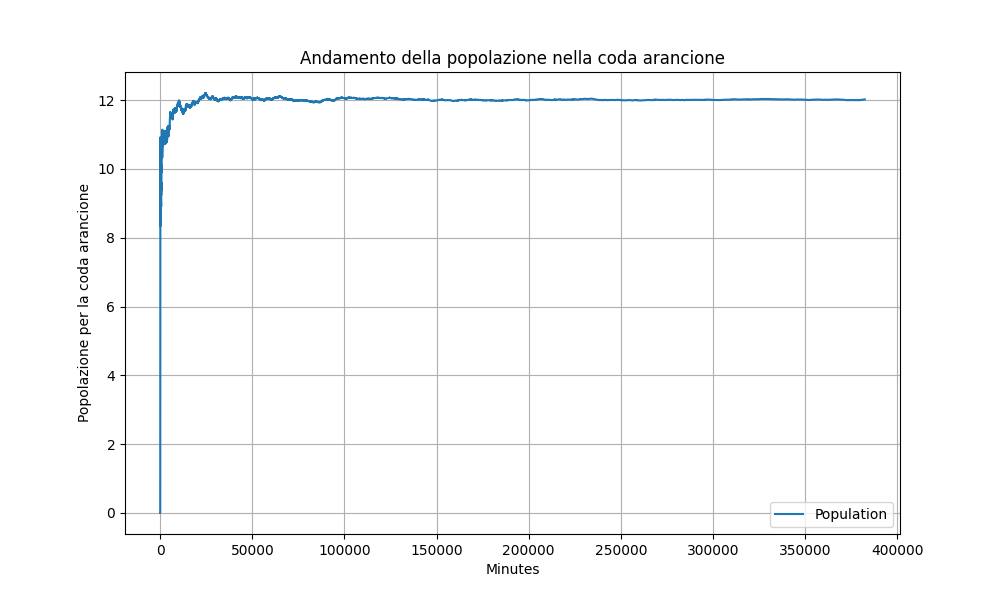 Andamento della popolazione nella coda arancione
Popolazione per la coda arancione
12
10
8
6
4
2
0
Population
0 50000 100000 150000 200000 250000 300000 350000 400000
Minutes